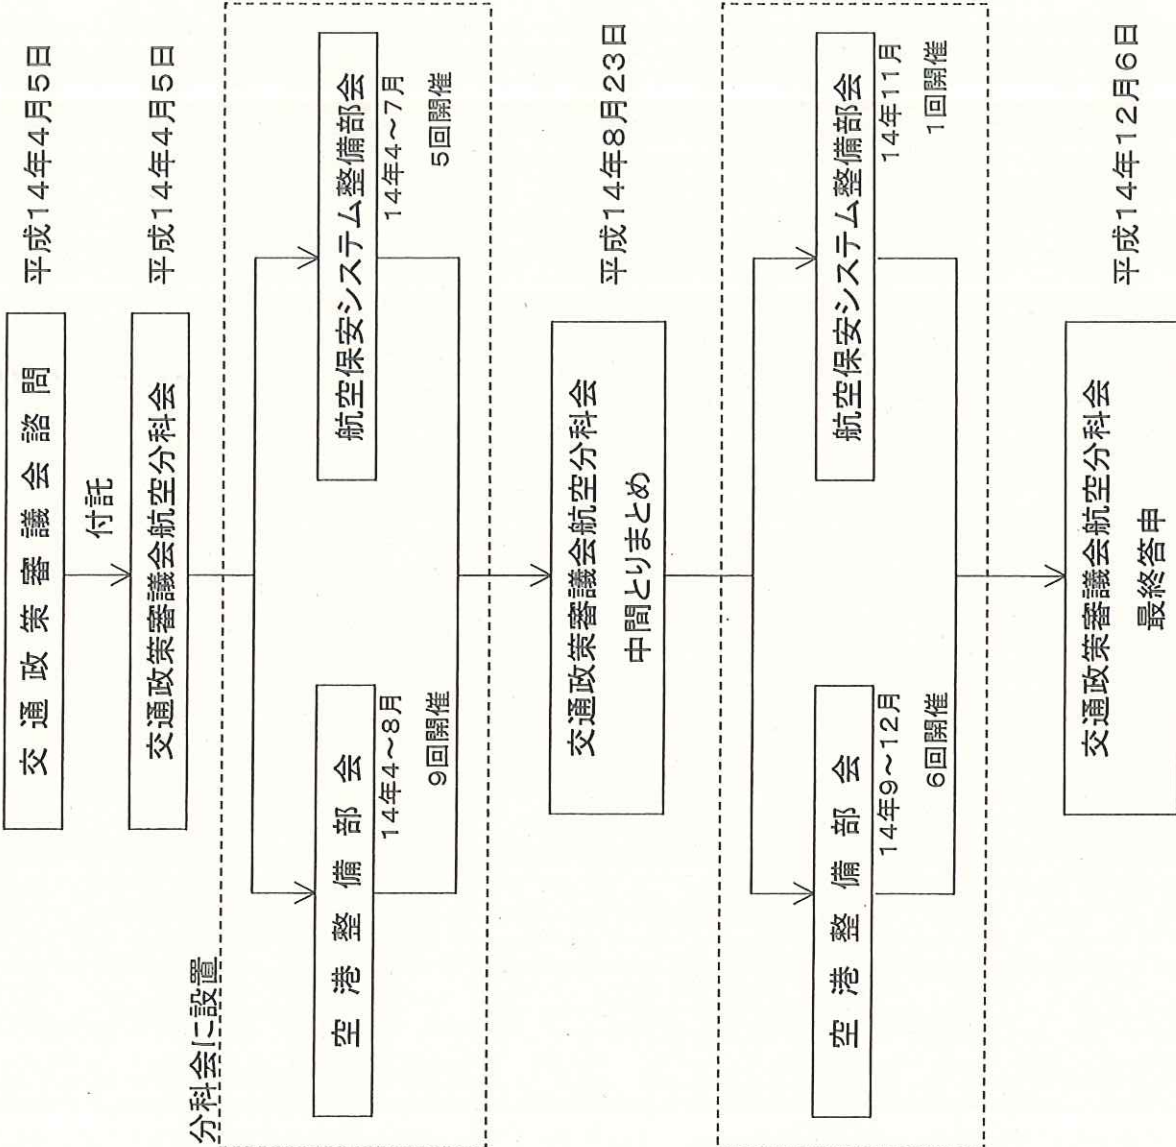 交通政策審議会諮問　平成14年4月5日
付託
交通政策審議会航空分科会　平成14年4月5日
分科会に設置
空港整備部会
14年4～8月
9回開催
航空保安システム整備部会
14年4～7月
5回開催
交通政策審議会航空分科会
中間とりまとめ
平成14年8月23日
空港整備部会
14年9～12月
6回開催
航空保安システム整備部会
14年11月
1回開催
交通政策審議会航空分科会
最終答申
平成14年12月6日